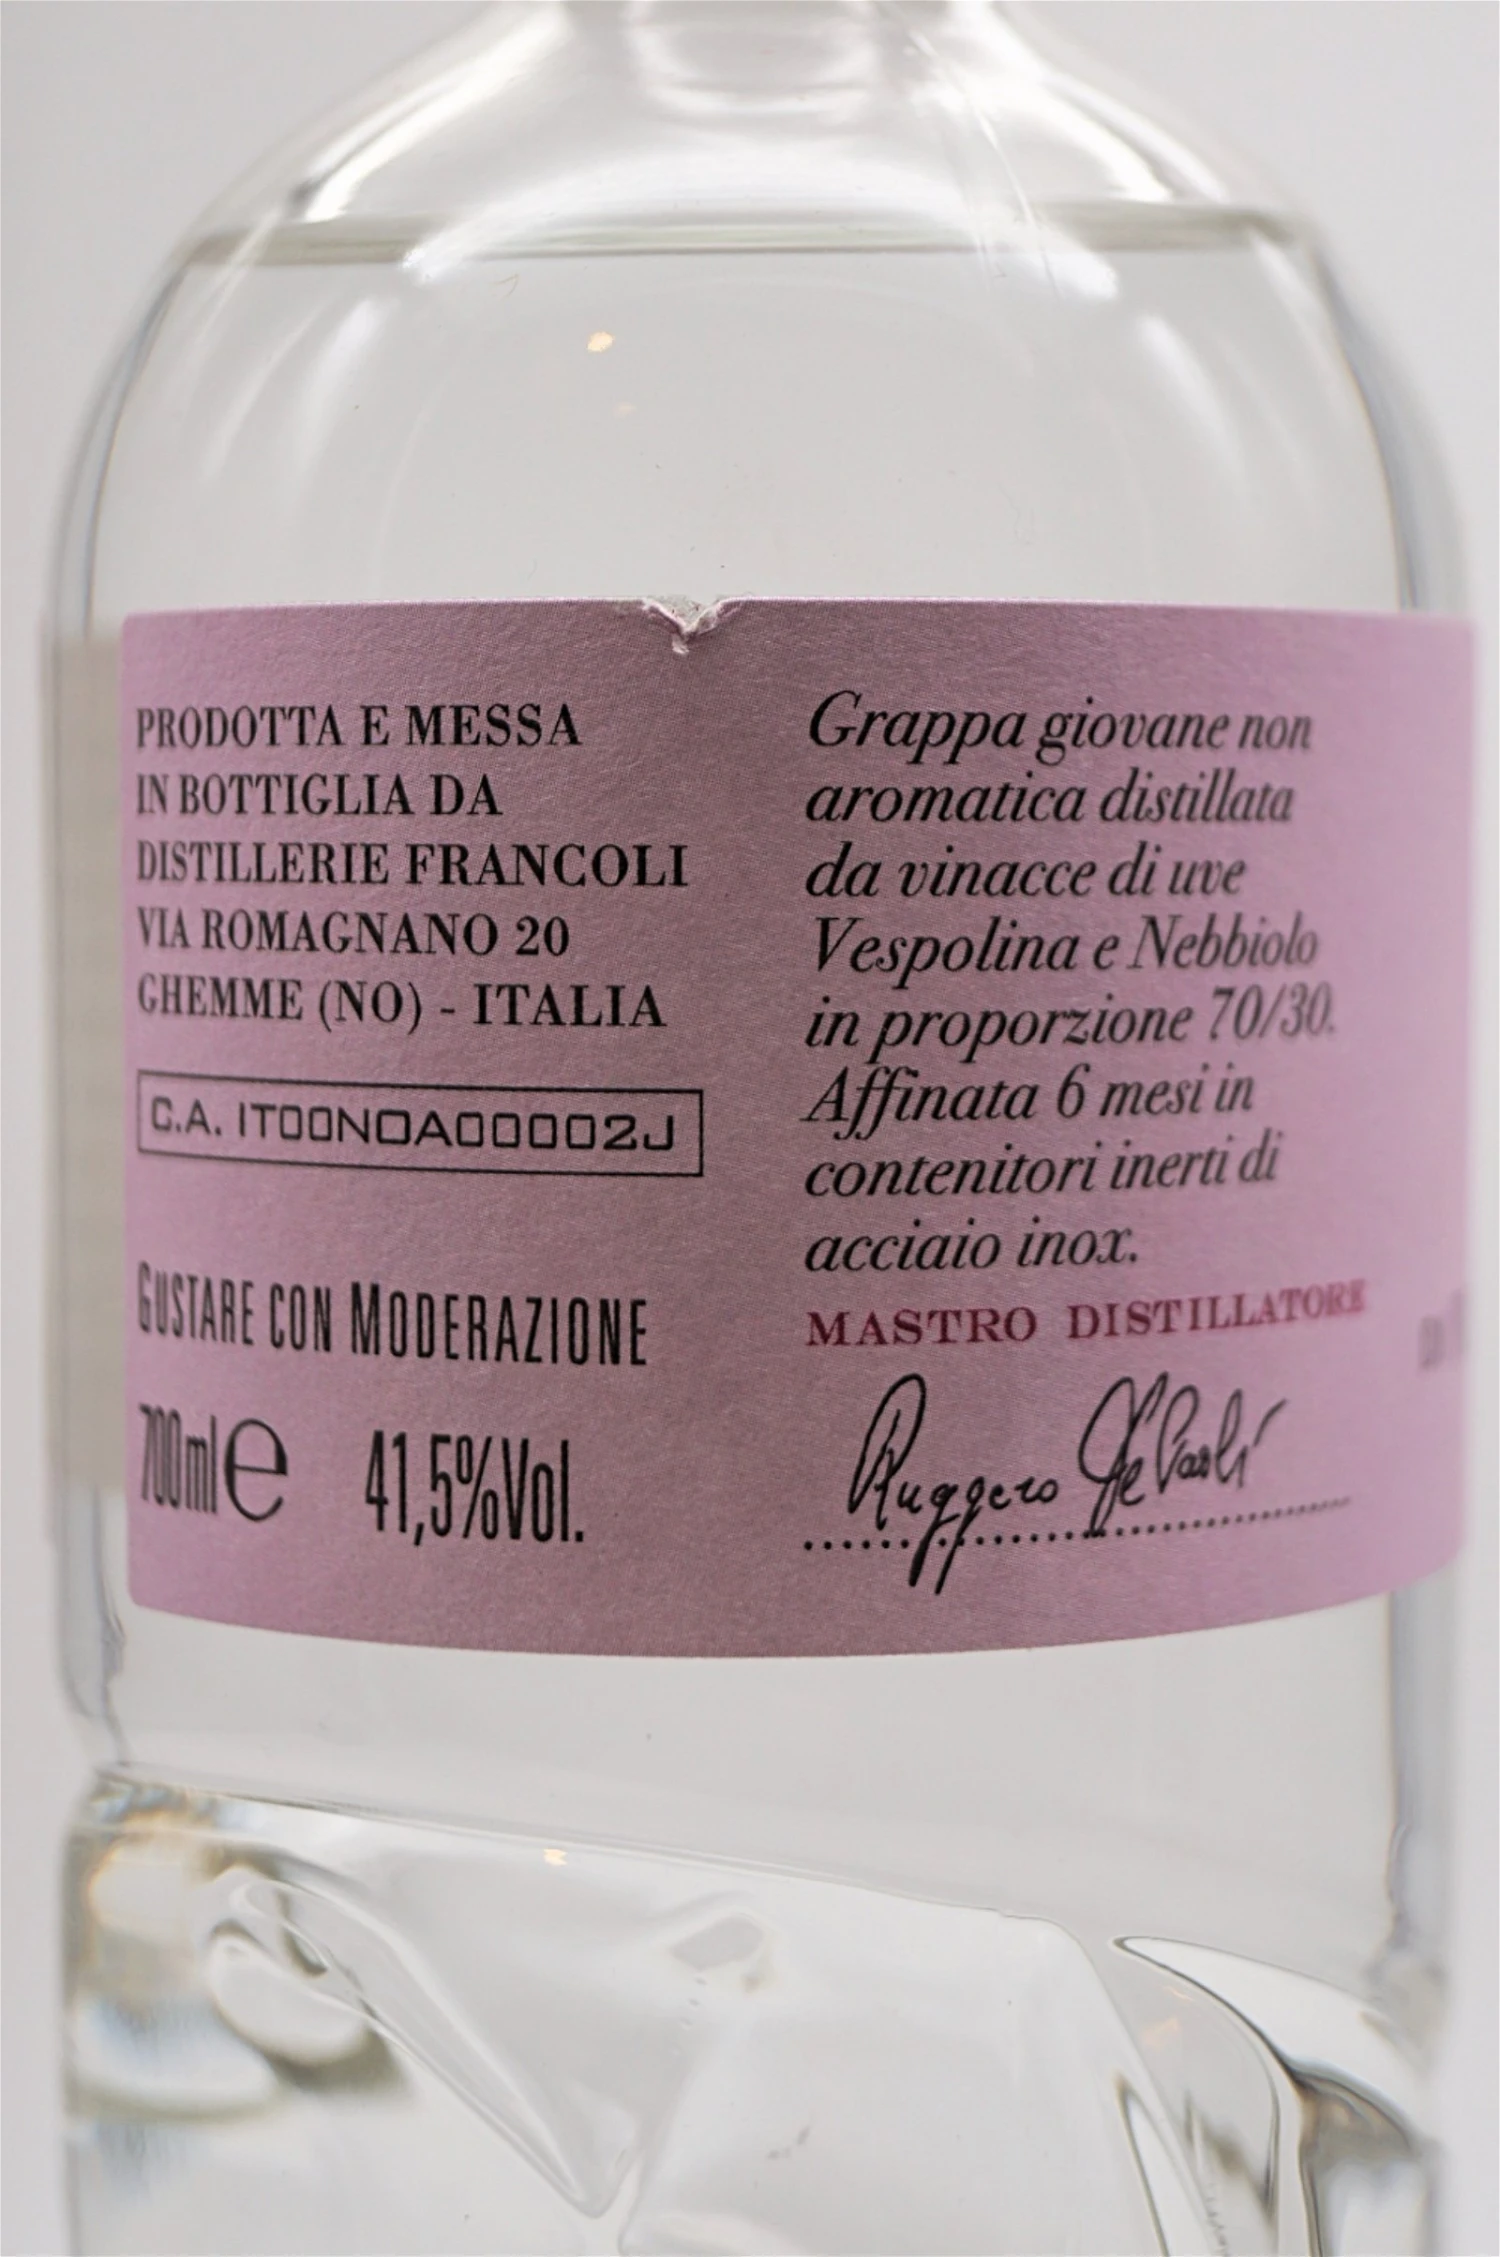 PRODOTTA E MESSA
IN BOTTIGLIA DA
DISTILLERIE FRANCOLI
VIA ROMAGNANO 20
GHEMME (NO) - ITALIA
C.A. IT00NOA00002J
GUSTARE CON MODERAZIONE
700ml e 41,5%Vol.
Grappa giovane non
aromatica distillata
da vinacce di uve
Vespolina e Nebbiolo
in proporzione 70/30.
Affinata 6 mesi in
contenitori inerti di
acciaio inox.
MASTRO DISTILLATORE
Ruggero